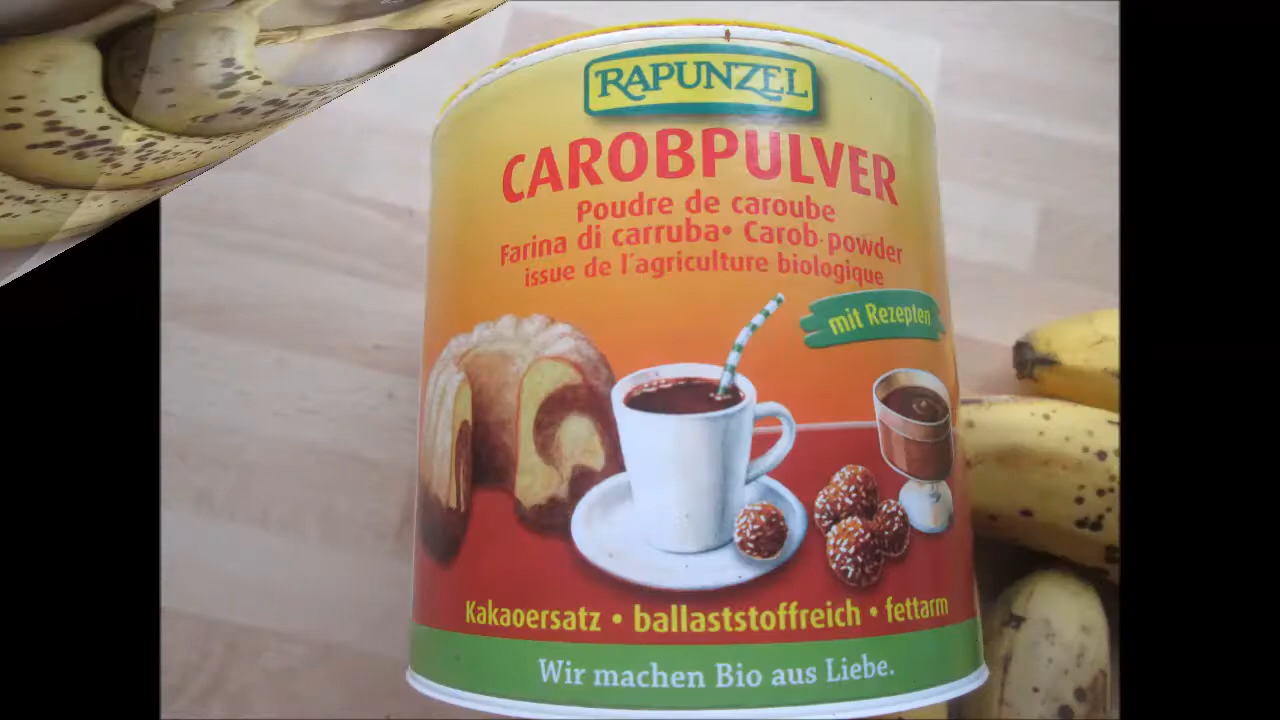 RAPUNZEL
CAROBPULVER
Poudre de caroube
Farina di carruba• Carob powder
issue de l'agriculture biologique
mit Rezepten
Kakaoersatz • ballaststoffreich • fettarm
Wir machen Bio aus Liebe.